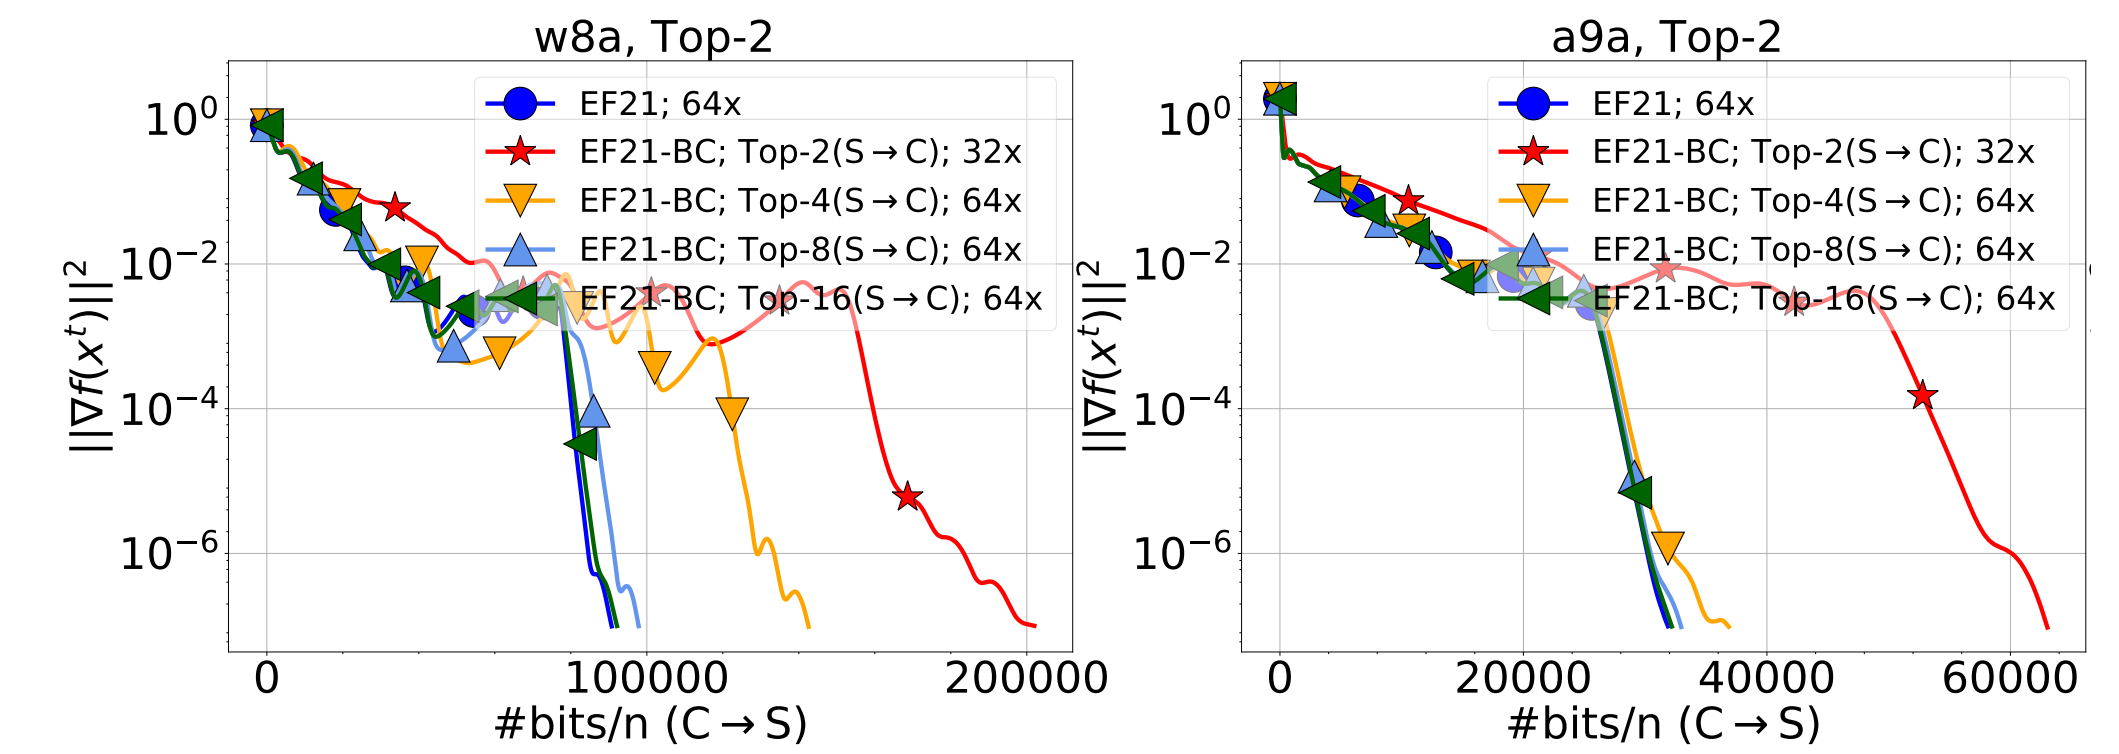 w8a, Top-2
||∇f(x^t)||^2
10^0
10^−2
10^−4
10^−6
EF21; 64x
EF21-BC; Top-2(S→C); 32x
EF21-BC; Top-4(S→C); 64x
EF21-BC; Top-8(S→C); 64x
EF21-BC; Top-16(S→C); 64x
0 100000 200000
#bits/n (C→S)
a9a, Top-2
||∇f(x^t)||^2
10^0
10^−2
10^−4
10^−6
EF21; 64x
EF21-BC; Top-2(S→C); 32x
EF21-BC; Top-4(S→C); 64x
EF21-BC; Top-8(S→C); 64x
EF21-BC; Top-16(S→C); 64x
0 20000 40000 60000
#bits/n (C→S)